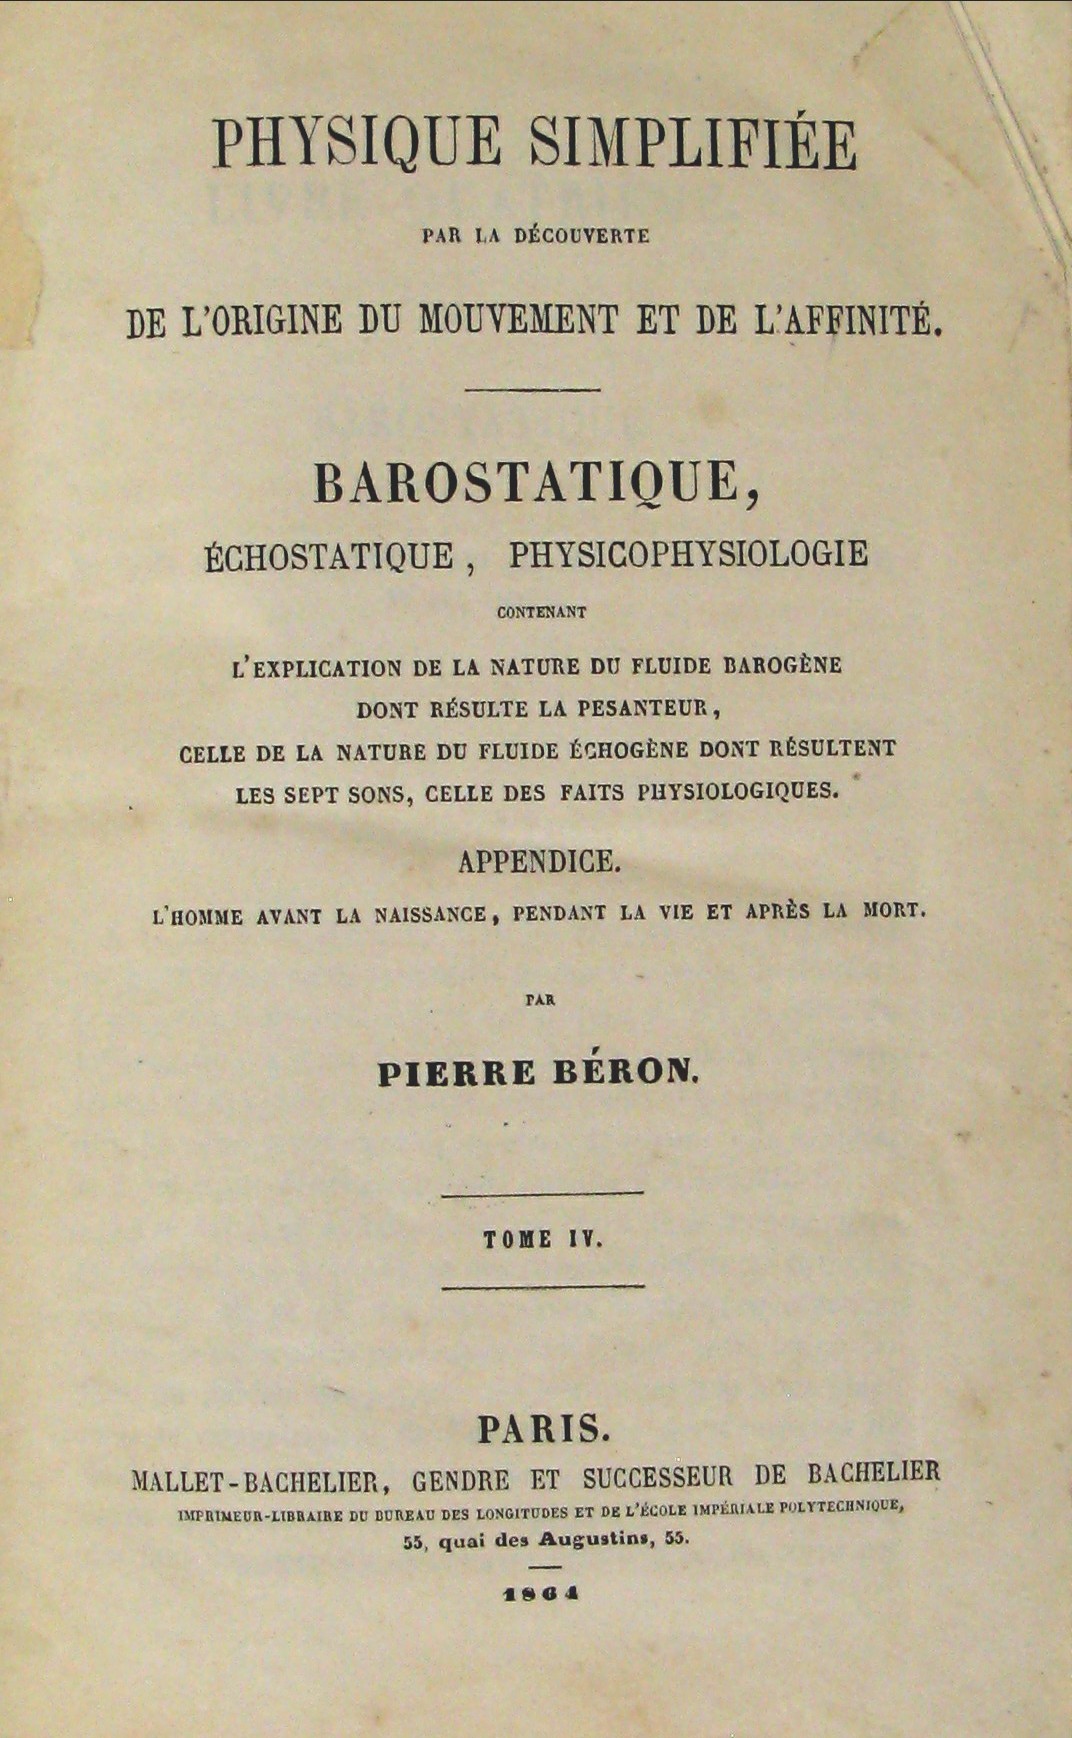 PHYSIQUE SIMPLIFIÉE
PAR LA DÉCOUVERTE
DE L'ORIGINE DU MOUVEMENT ET DE L'AFFINITÉ.
BAROSTATIQUE,
ÉCHOSTATIQUE, PHYSICOPHYSIOLOGIE
CONTENANT
L'EXPLICATION DE LA NATURE DU FLUIDE BAROGÈNE
DONT RÉSULTE LA PESANTEUR,
CELLE DE LA NATURE DU FLUIDE ÉCHOGÈNE DONT RÉSULTENT
LES SEPT SONS, CELLE DES FAITS PHYSIOLOGIQUES.
APPENDICE.
L'HOMME AVANT LA NAISSANCE, PENDANT LA VIE ET APRÈS LA MORT.
PAR
PIERRE BÉRON.
TOME IV.
PARIS.
MALLET-BACHELIER, GENDRE ET SUCCESSEUR DE BACHELIER
IMPRIMEUR-LIBRAIRE DU BUREAU DES LONGITUDES ET DE L'ÉCOLE IMPÉRIALE POLYTECHNIQUE,
55, quai des Augustins, 55.
1864